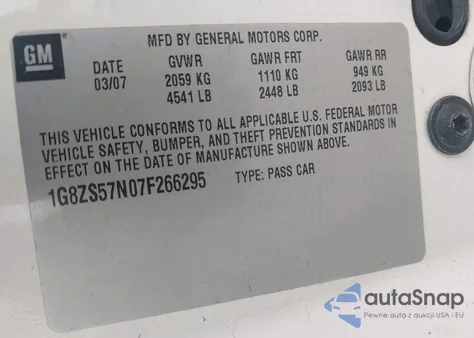 GM
MFD BY GENERAL MOTORS CORP.
DATE GVWR GAWR FRT GAWR RR
03/07 2059 KG 1110 KG 949 KG
4541 LB 2448 LB 2093 LB
THIS VEHICLE CONFORMS TO ALL APPLICABLE U.S. FEDERAL MOTOR
VEHICLE SAFETY, BUMPER, AND THEFT PREVENTION STANDARDS IN
EFFECT ON THE DATE OF MANUFACTURE SHOWN ABOVE.
1G8ZS57N07F266295 TYPE: PASS CAR
autoSnap
Pewne auta z aukcji USA i EU